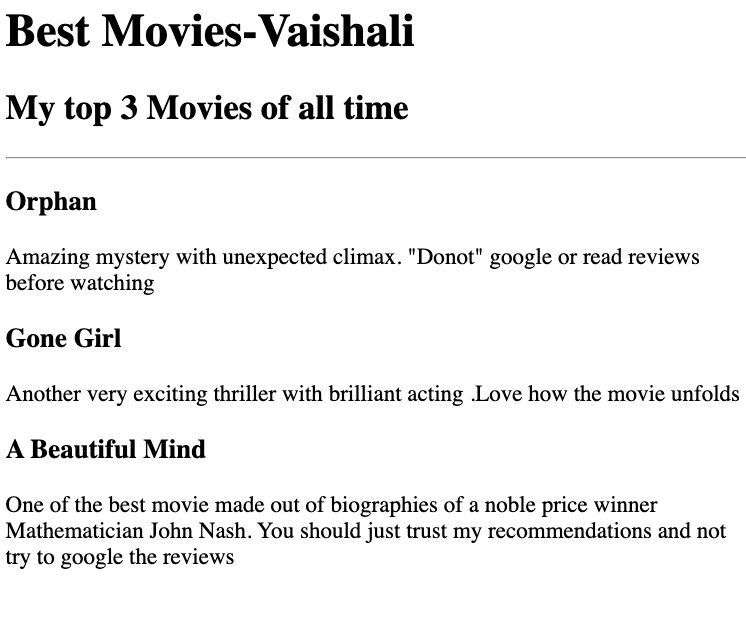 Best Movies-Vaishali
My top 3 Movies of all time
Orphan
Amazing mystery with unexpected climax. "Donot" google or read reviews
before watching
Gone Girl
Another very exciting thriller with brilliant acting .Love how the movie unfolds
A Beautiful Mind
One of the best movie made out of biographies of a noble price winner
Mathematician John Nash. You should just trust my recommendations and not
try to google the reviews